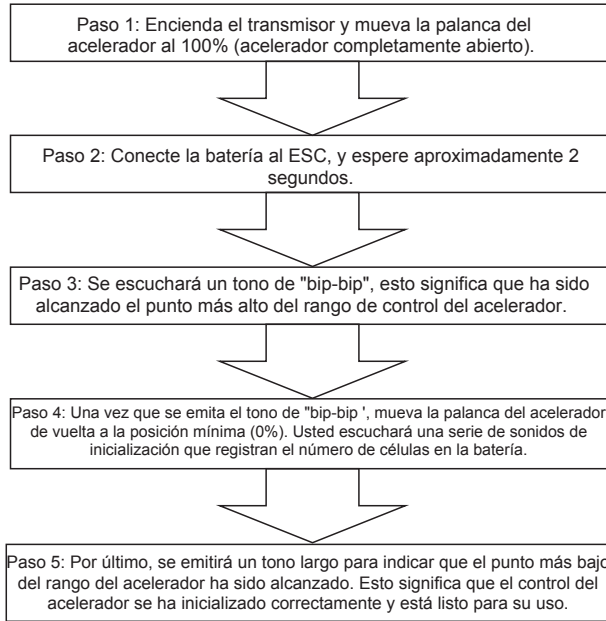 Paso 1: Encienda el transmisor y mueva la palanca del
acelerador al 100% (acelerador completamente abierto).
Paso 2: Conecte la batería al ESC, y espere aproximadamente 2
segundos.
Paso 3: Se escuchará un tono de "bip-bip", esto significa que ha sido
alcanzado el punto más alto del rango de control del acelerador.
Paso 4: Una vez que se emita el tono de "bip-bip ', mueva la palanca del acelerador
de vuelta a la posición mínima (0%). Usted escuchará una serie de sonidos de
inicialización que registran el número de células en la batería.
Paso 5: Por último, se emitirá un tono largo para indicar que el punto más bajo
del rango del acelerador ha sido alcanzado. Esto significa que el control del
acelerador se ha inicializado correctamente y está listo para su uso.